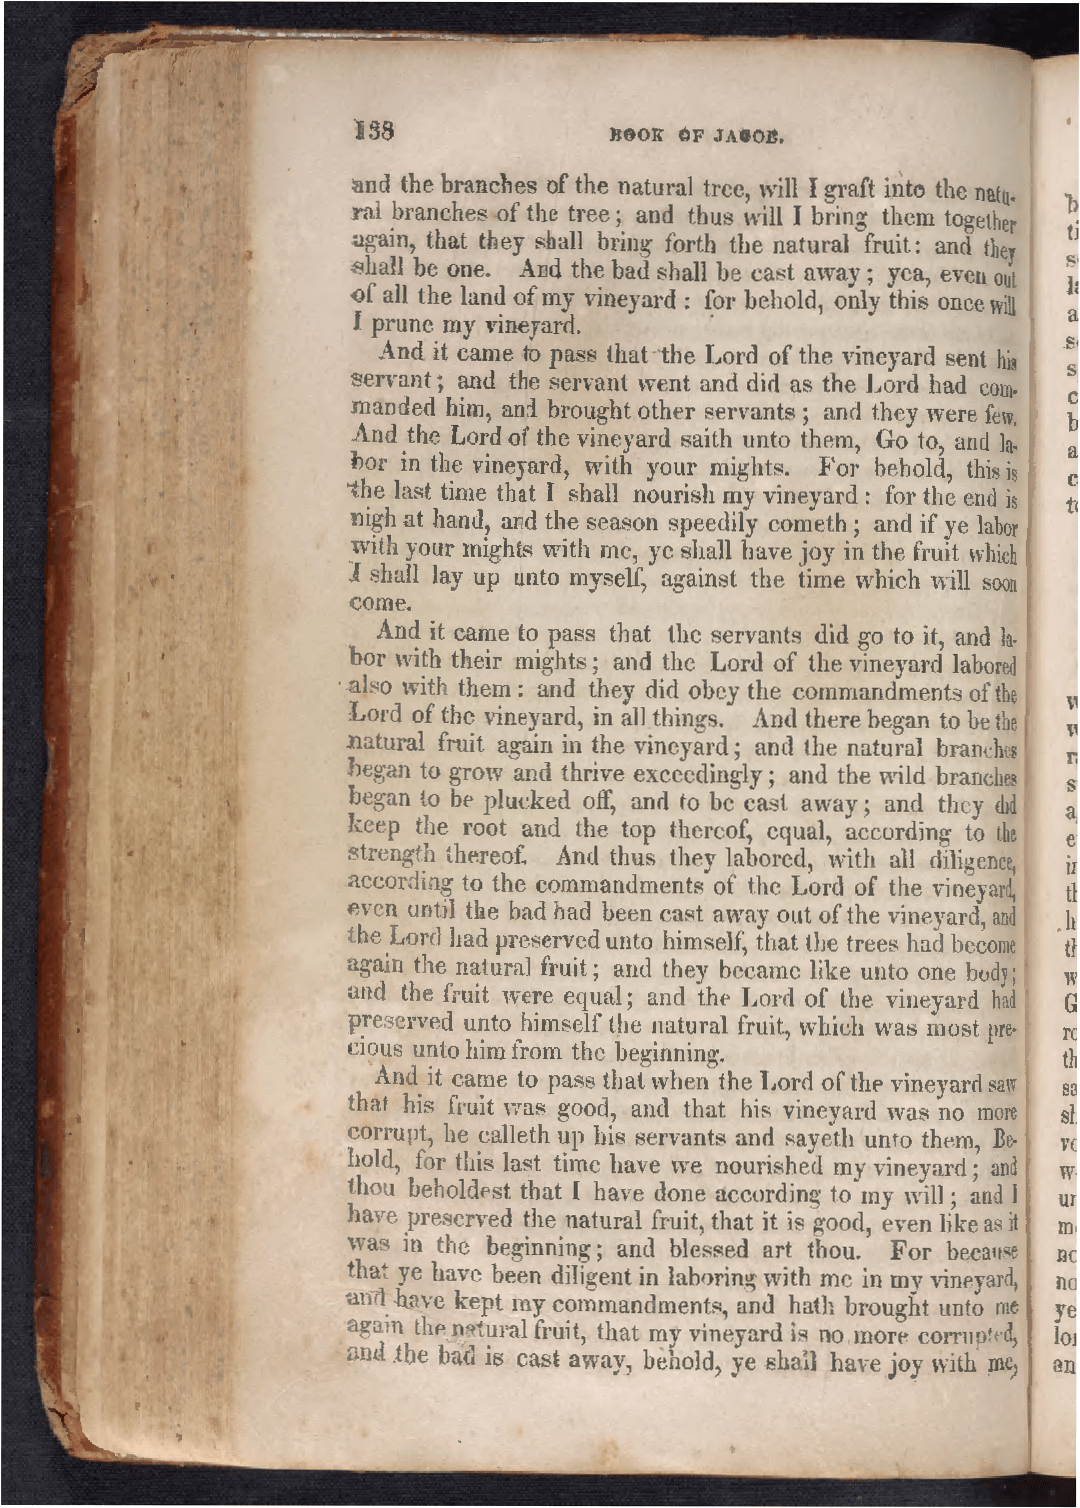 138 BOOK OF JACOB.
and the branches of the natural tree, will I graft into the natu-
ral branches of the tree; and thus will I bring them together
again, that they shall bring forth the natural fruit: and they
shall be one. And the bad shall be cast away; yea, even out
of all the land of my vineyard: for behold, only this once will
I prune my vineyard.
And it came to pass that the Lord of the vineyard sent his
servant; and the servant went and did as the Lord had com-
manded him, and brought other servants; and they were few.
And the Lord of the vineyard saith unto them, Go to, and la-
bor in the vineyard, with your mights. For behold, this is
the last time that I shall nourish my vineyard: for the end is
nigh at hand, and the season speedily cometh; and if ye labor
with your mights with me, ye shall have joy in the fruit which
I shall lay up unto myself, against the time which will soon
come.
And it came to pass that the servants did go to it, and la-
bor with their mights; and the Lord of the vineyard labored
also with them: and they did obey the commandments of the
Lord of the vineyard, in all things. And there began to be the
natural fruit again in the vineyard; and the natural branches
began to grow and thrive exceedingly; and the wild branches
began to be plucked off, and to be cast away; and they did
keep the root and the top thereof, equal, according to the
strength thereof. And thus they labored, with all diligence,
according to the commandments of the Lord of the vineyard,
even until the bad had been cast away out of the vineyard, and
the Lord had preserved unto himself, that the trees had become
again the natural fruit; and they became like unto one body;
and the fruit were equal; and the Lord of the vineyard had
preserved unto himself the natural fruit, which was most pre-
cious unto him from the beginning.
And it came to pass that when the Lord of the vineyard saw
that his fruit was good, and that his vineyard was no more
corrupt, he calleth up his servants and sayeth unto them, Be-
hold, for this last time have we nourished my vineyard; and
thou beholdest that I have done according to my will; and I
have preserved the natural fruit, that it is good, even like as it
was in the beginning; and blessed art thou. For because
that ye have been diligent in laboring with me in my vineyard,
and have kept my commandments, and hath brought unto me
again the natural fruit, that my vineyard is no more corrupted,
and the bad is cast away, behold, ye shall have joy with me,